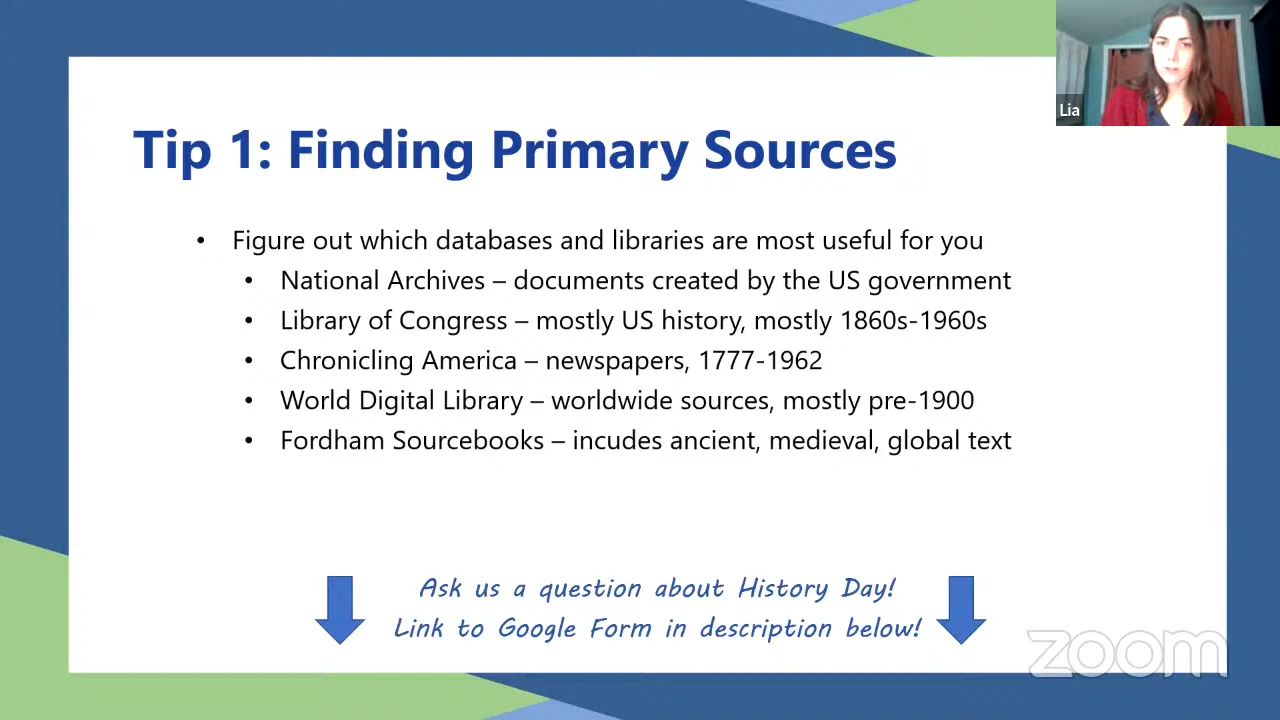 Lia
Tip 1: Finding Primary Sources
• Figure out which databases and libraries are most useful for you
• National Archives – documents created by the US government
• Library of Congress – mostly US history, mostly 1860s-1960s
• Chronicling America – newspapers, 1777-1962
• World Digital Library – worldwide sources, mostly pre-1900
• Fordham Sourcebooks – incudes ancient, medieval, global text
Ask us a question about History Day!
Link to Google Form in description below!
zoom